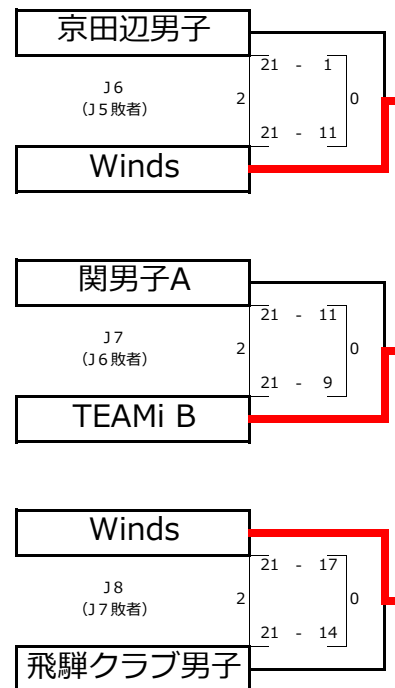 京田辺男子
21 - 1
J6
(J5敗者)
2
0
21 - 11
Winds
関男子A
21 - 11
J7
(J6敗者)
2
0
21 - 9
TEAMi B
Winds
21 - 17
J8
(J7敗者)
2
0
21 - 14
飛騨クラブ男子